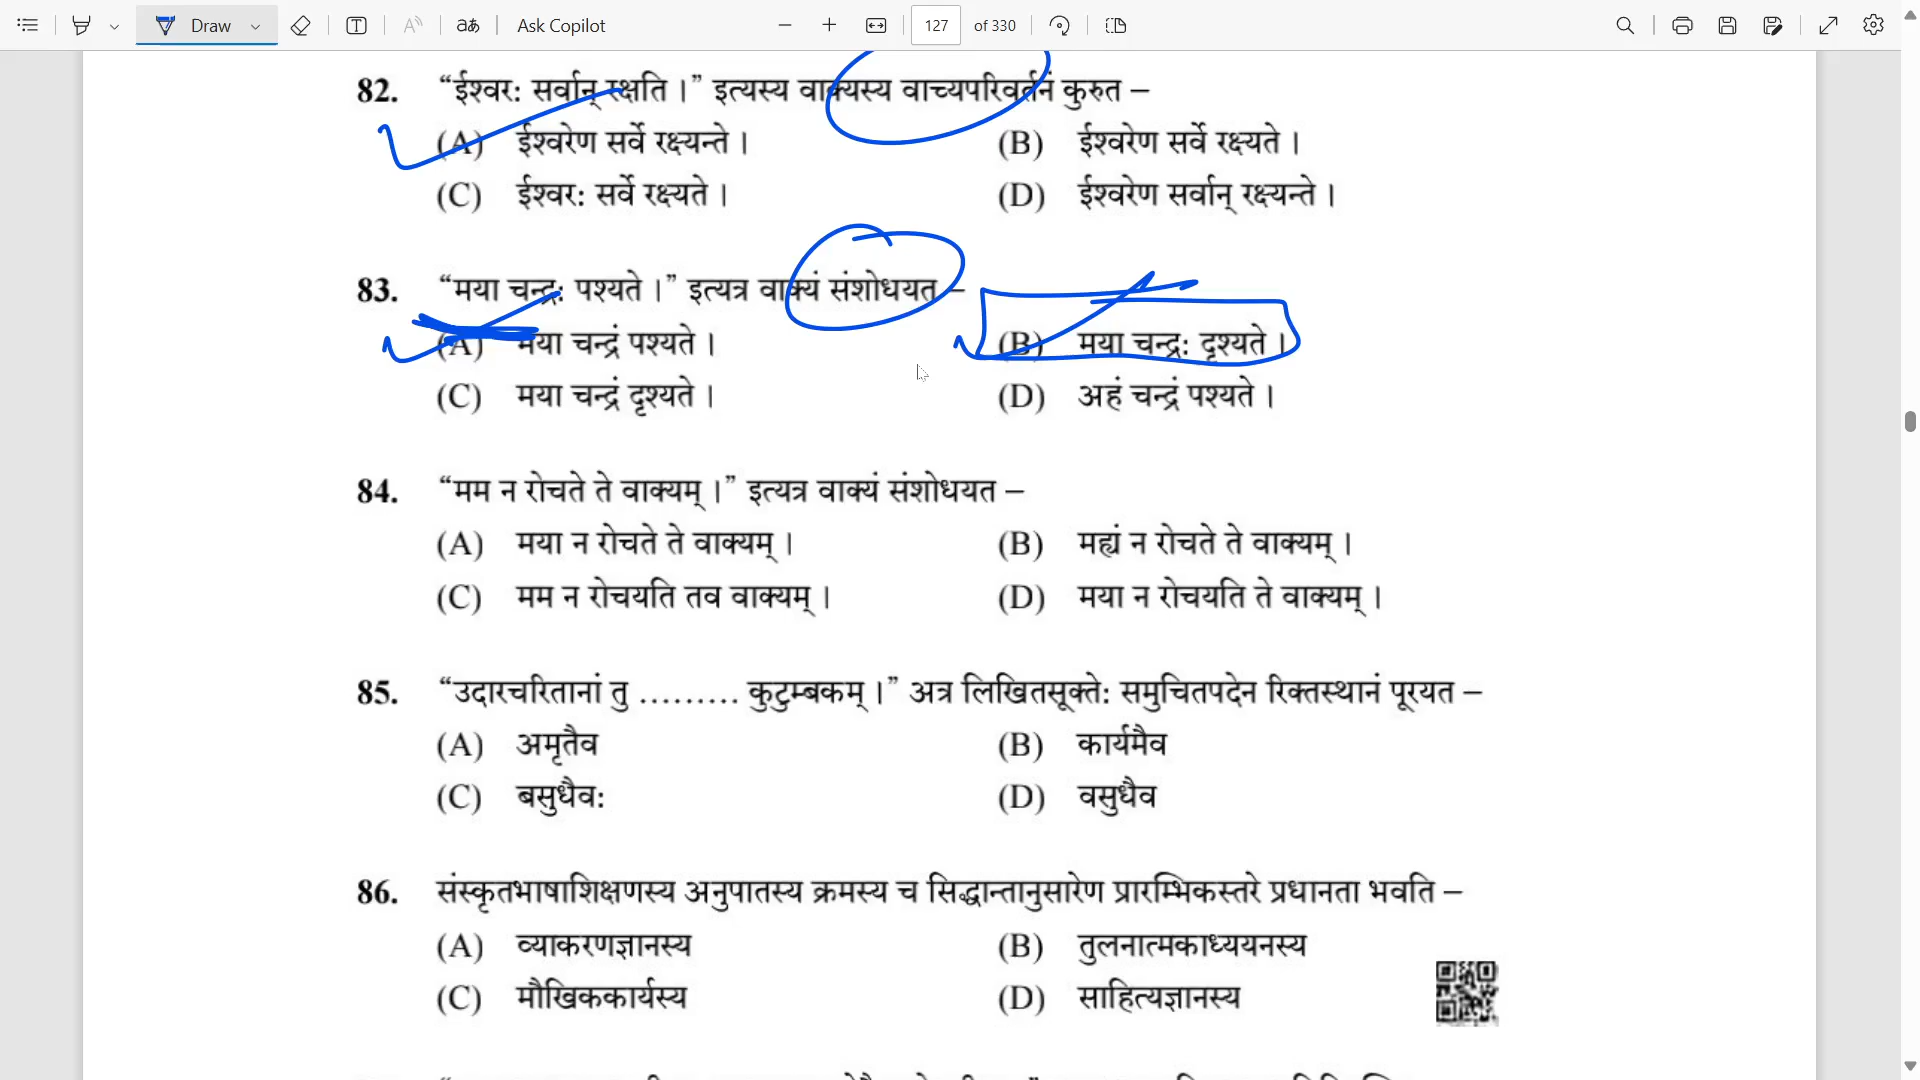 Draw
Ask Copilot
127 of 330
82. “ईश्वरः सर्वान् रक्षति ।” इत्यस्य वाक्यस्य वाच्यपरिवर्तनं कुरुत –
(A) ईश्वरेण सर्वे रक्ष्यन्ते । (B) ईश्वरेण सर्वे रक्ष्यते ।
(C) ईश्वरः सर्वे रक्ष्यते । (D) ईश्वरेण सर्वान् रक्ष्यन्ते ।
83. “मया चन्द्रः पश्यते ।” इत्यत्र वाक्यं संशोधयत –
(A) मया चन्द्रं पश्यते । (B) मया चन्द्रः दृश्यते ।
(C) मया चन्द्रं दृश्यते । (D) अहं चन्द्रं पश्यते ।
84. “मम न रोचते ते वाक्यम् ।” इत्यत्र वाक्यं संशोधयत –
(A) मया न रोचते ते वाक्यम् । (B) मह्यं न रोचते ते वाक्यम् ।
(C) मम न रोचयति तव वाक्यम् । (D) मया न रोचयति ते वाक्यम् ।
85. “उदारचरितानां तु ......... कुटुम्बकम् ।” अत्र लिखितसूक्तेः समुचितपदेन रिक्तस्थानं पूरयत –
(A) अमृतैव (B) कार्यमैव
(C) बसुधैवः (D) वसुधैव
86. संस्कृतभाषाशिक्षणस्य अनुपातस्य क्रमस्य च सिद्धान्तानुसारेण प्रारम्भिकस्तरे प्रधानता भवति –
(A) व्याकरणज्ञानस्य (B) तुलनात्मकाध्ययनस्य
(C) मौखिककार्यस्य (D) साहित्यज्ञानस्य